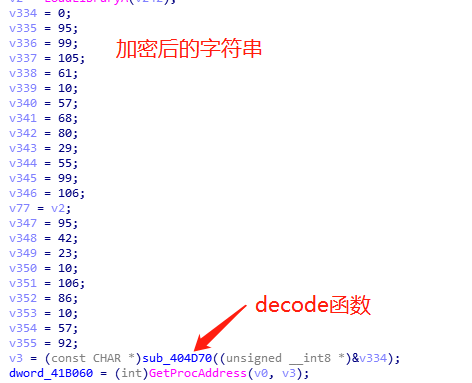 v334 = 0;
v335 = 95;
v336 = 99;
加密后的字符串
v337 = 105;
v338 = 61;
v339 = 10;
v340 = 57;
v341 = 68;
v342 = 80;
v343 = 29;
v344 = 55;
v345 = 99;
v346 = 106;
v77 = v2;
v347 = 95;
v348 = 42;
v349 = 23;
v350 = 10;
v351 = 106;
v352 = 86;
decode函数
v353 = 10;
v354 = 57;
v355 = 92;
v3 = (const CHAR *)sub_404D70((unsigned __int8 *)&v334);
dword_41B060 = (int)GetProcAddress(v0, v3);